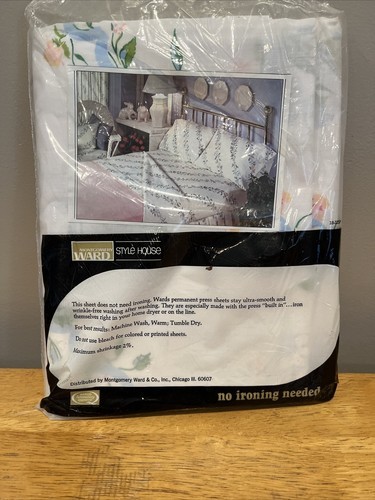 MONTGOMERY
WARD
STYLE HOUSE
This sheet does not need ironing. Wards permanent press sheets stay ultra-smooth and
wrinkle-free washing after washing. They are especially made with the press "built in"...iron
themselves right in your home dryer or on the line.
For best results: Machine Wash, Warm; Tumble Dry.
Do not use bleach for colored or printed sheets.
Maximum shrinkage 2%.
Distributed by Montgomery Ward & Co., Inc., Chicago Ill. 60607
no ironing needed